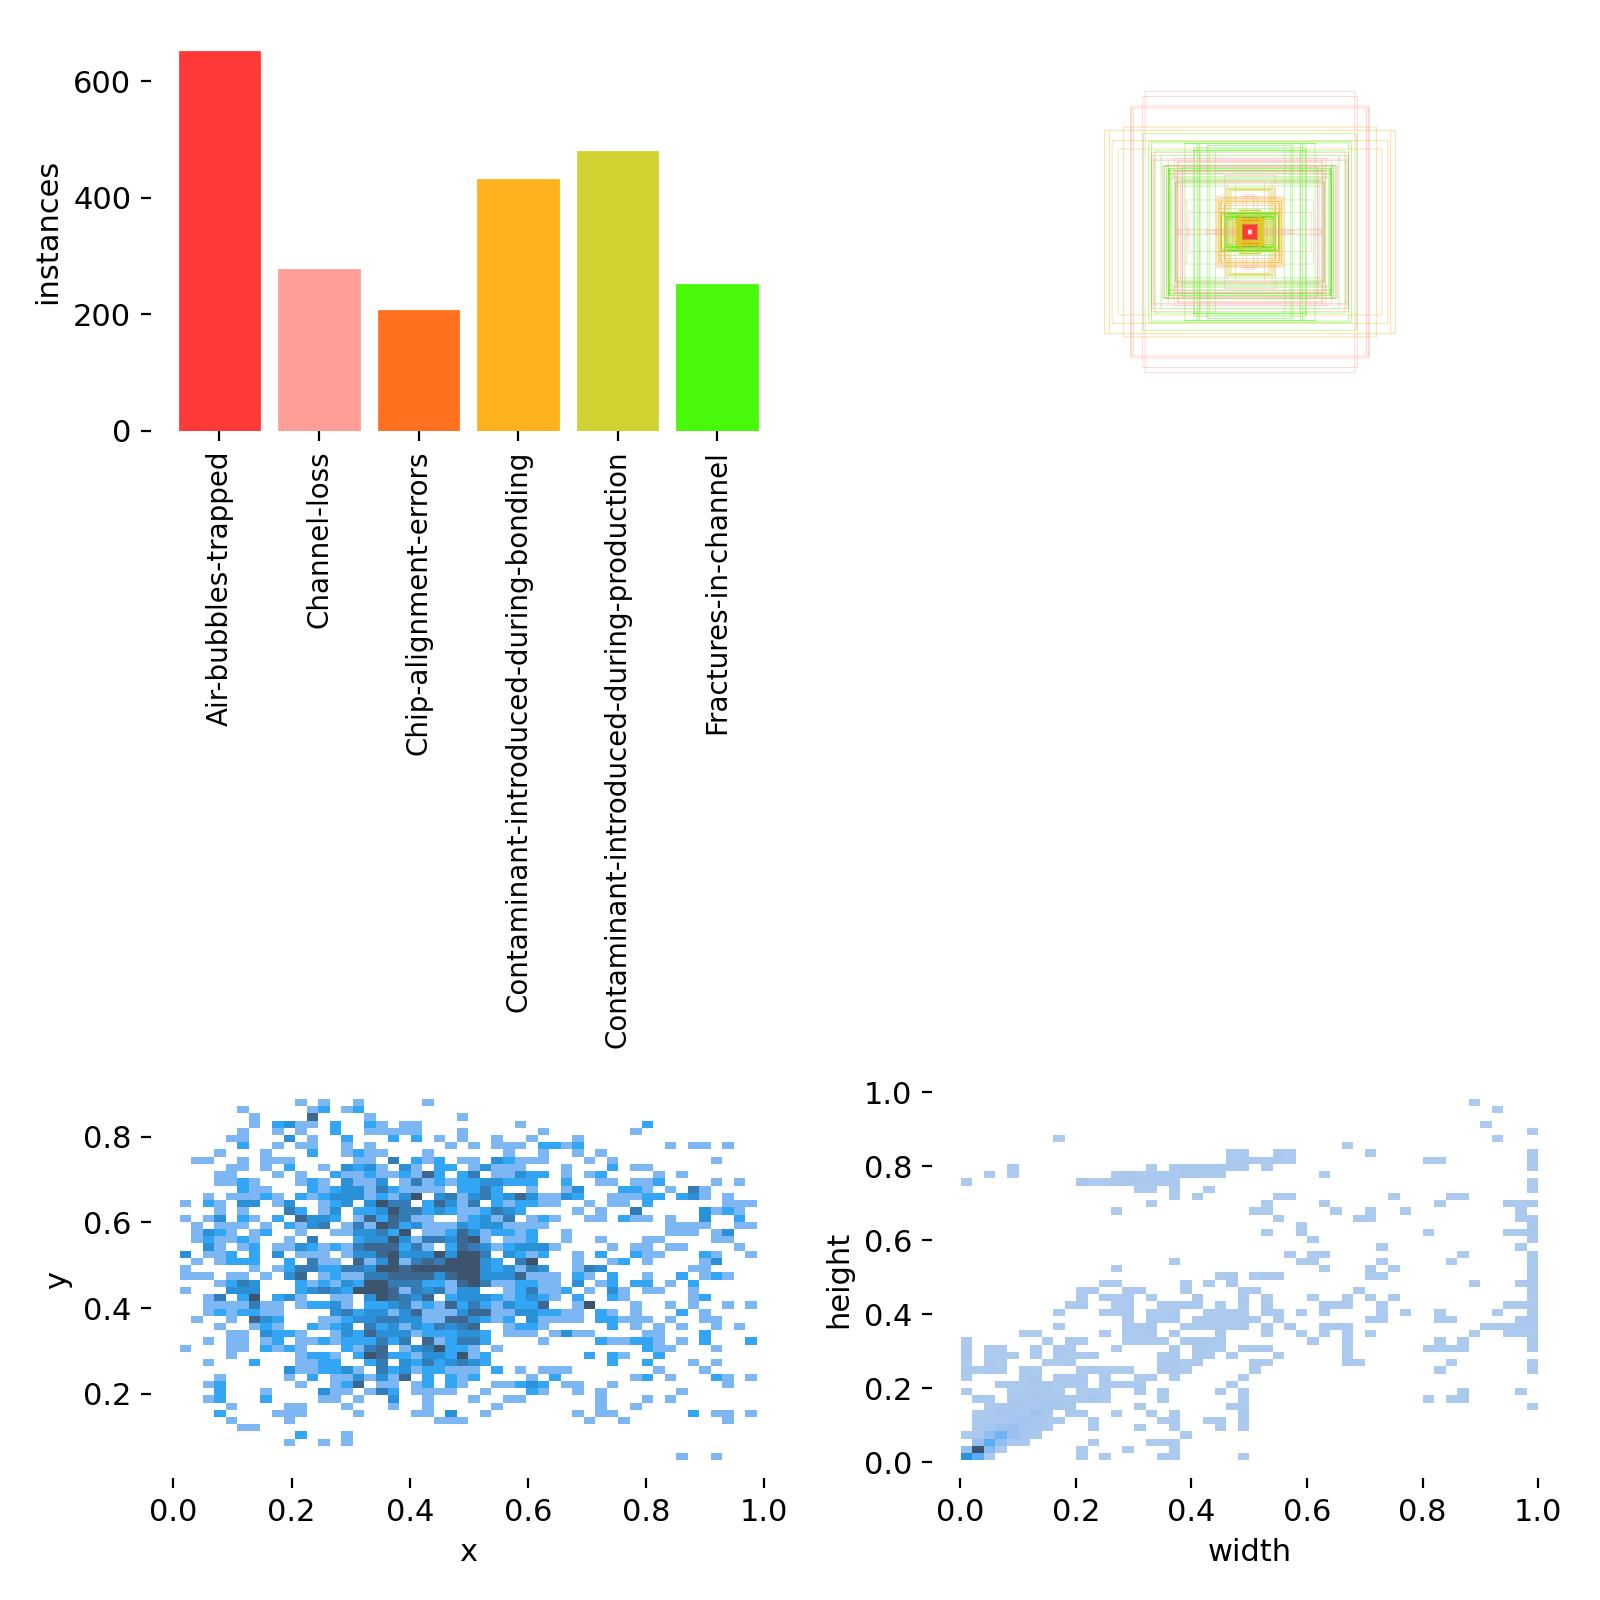 600
400
200
0
instances
Air-bubbles-trapped
Channel-loss
Chip-alignment-errors
Contaminant-introduced-during-bonding
Contaminant-introduced-during-production
Fractures-in-channel
0.8
0.6
0.4
0.2
y
0.0 0.2 0.4 0.6 0.8 1.0
x
1.0
0.8
0.6
0.4
0.2
0.0
height
0.0 0.2 0.4 0.6 0.8 1.0
width